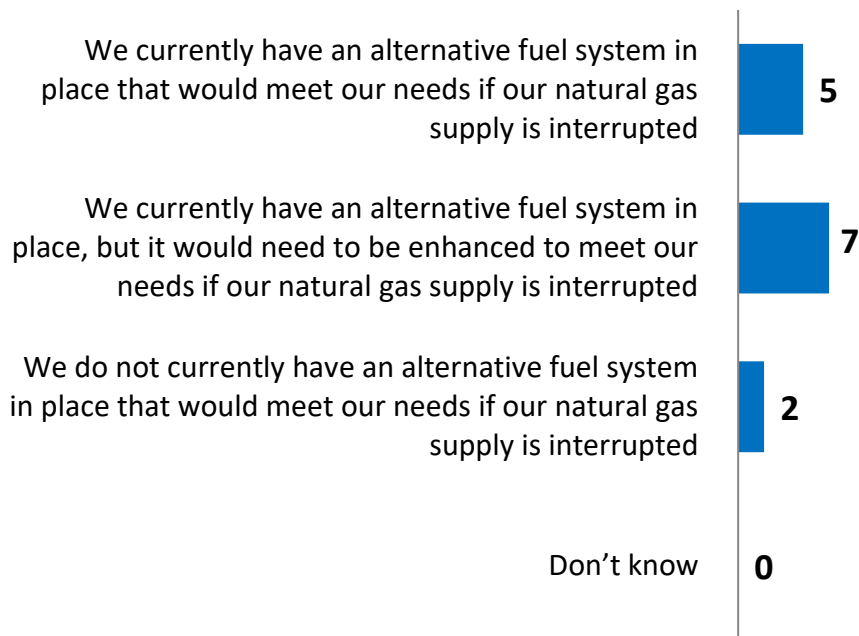 We currently have an alternative fuel system in
place that would meet our needs if our natural gas
supply is interrupted
5
We currently have an alternative fuel system in
place, but it would need to be enhanced to meet our
needs if our natural gas supply is interrupted
7
We do not currently have an alternative fuel system
in place that would meet our needs if our natural gas
supply is interrupted
2
Don’t know
0